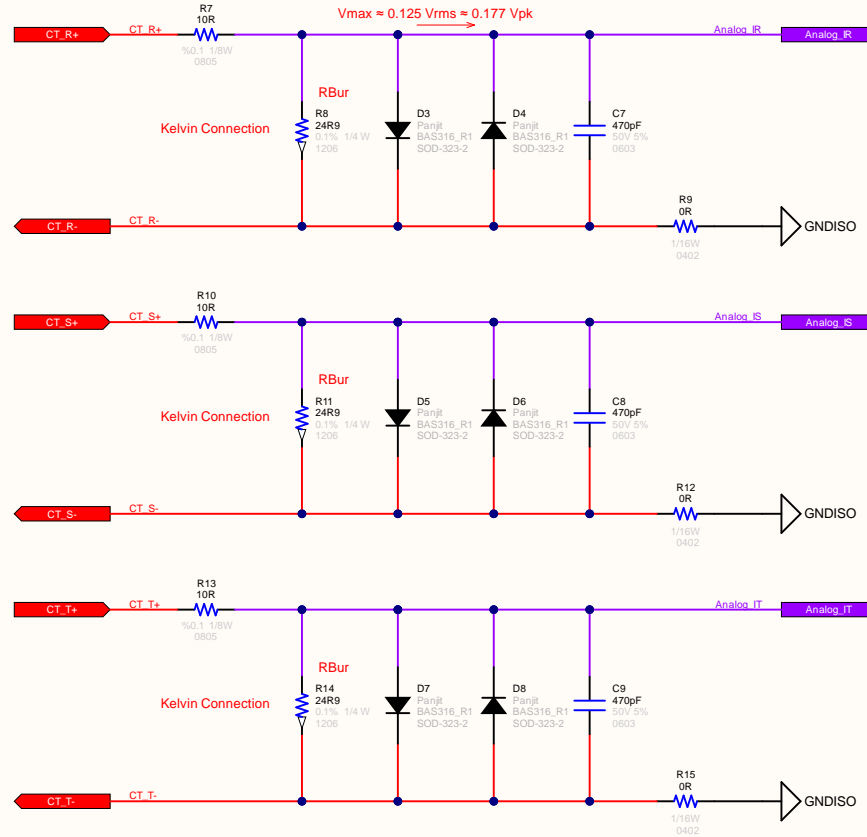 R7
10R
Vmax ≈ 0.125 Vrms ≈ 0.177 Vpk
CT_R+
CT_R+
Analog_IR
Analog_IR
%0.1 1/8W
0805
RBur
Kelvin Connection
R8
24R9
0.1% 1/4 W
1206
D3
Panjit
BAS316_R1
SOD-323-2
D4
Panjit
BAS316_R1
SOD-323-2
C7
470pF
50V 5%
0603
R9
0R
CT_R-
CT_R-
GNDISO
1/16W
0402
R10
10R
CT_S+
CT_S+
Analog_IS
Analog_IS
%0.1 1/8W
0805
RBur
Kelvin Connection
R11
24R9
0.1% 1/4 W
1206
D5
Panjit
BAS316_R1
SOD-323-2
D6
Panjit
BAS316_R1
SOD-323-2
C8
470pF
50V 5%
0603
R12
0R
CT_S-
CT_S-
GNDISO
1/16W
0402
R13
10R
CT_T+
CT_T+
Analog_IT
Analog_IT
%0.1 1/8W
0805
RBur
Kelvin Connection
R14
24R9
0.1% 1/4 W
1206
D7
Panjit
BAS316_R1
SOD-323-2
D8
Panjit
BAS316_R1
SOD-323-2
C9
470pF
50V 5%
0603
R15
0R
CT_T-
CT_T-
GNDISO
1/16W
0402